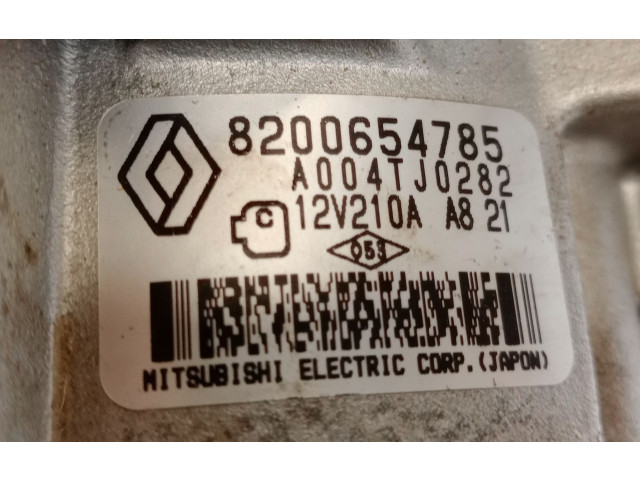 8200654785
A004TJ0282
C 12V210A A8 21
053
MITSUBISHI ELECTRIC CORP.(JAPON)